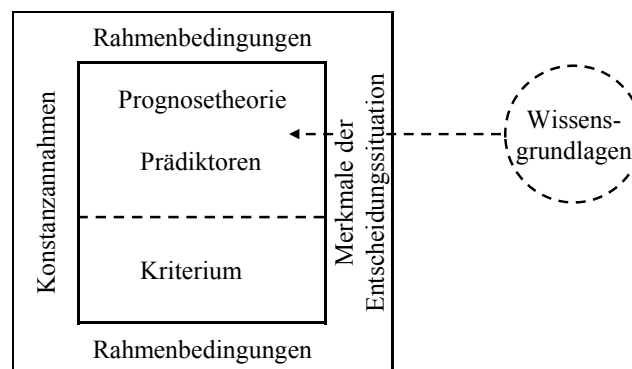 Rahmenbedingungen
Konstanzannahmen
Prognosetheorie
Prädiktoren
Kriterium
Merkmale der
Entscheidungssituation
Wissens-
grundlagen
Rahmenbedingungen